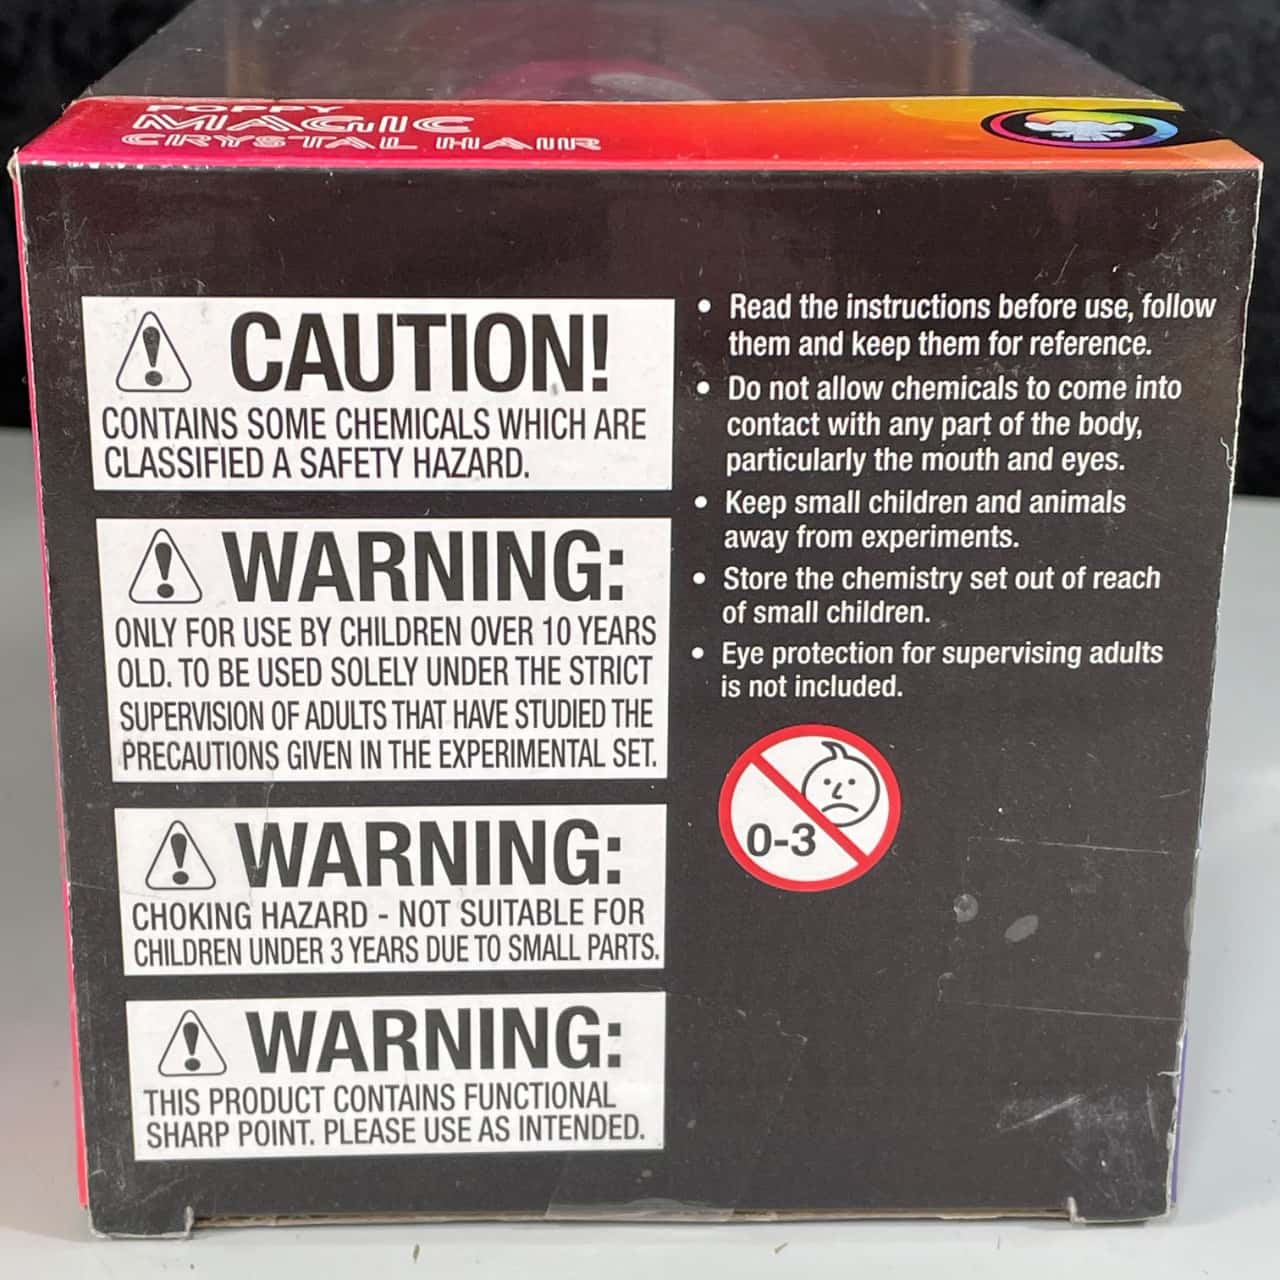 POPPY
MAGIC
CRYSTAL HAIR
CAUTION!
CONTAINS SOME CHEMICALS WHICH ARE
CLASSIFIED A SAFETY HAZARD.
WARNING:
ONLY FOR USE BY CHILDREN OVER 10 YEARS
OLD. TO BE USED SOLELY UNDER THE STRICT
SUPERVISION OF ADULTS THAT HAVE STUDIED THE
PRECAUTIONS GIVEN IN THE EXPERIMENTAL SET.
WARNING:
CHOKING HAZARD - NOT SUITABLE FOR
CHILDREN UNDER 3 YEARS DUE TO SMALL PARTS.
WARNING:
THIS PRODUCT CONTAINS FUNCTIONAL
SHARP POINT. PLEASE USE AS INTENDED.
• Read the instructions before use, follow
them and keep them for reference.
• Do not allow chemicals to come into
contact with any part of the body,
particularly the mouth and eyes.
• Keep small children and animals
away from experiments.
• Store the chemistry set out of reach
of small children.
• Eye protection for supervising adults
is not included.
0-3